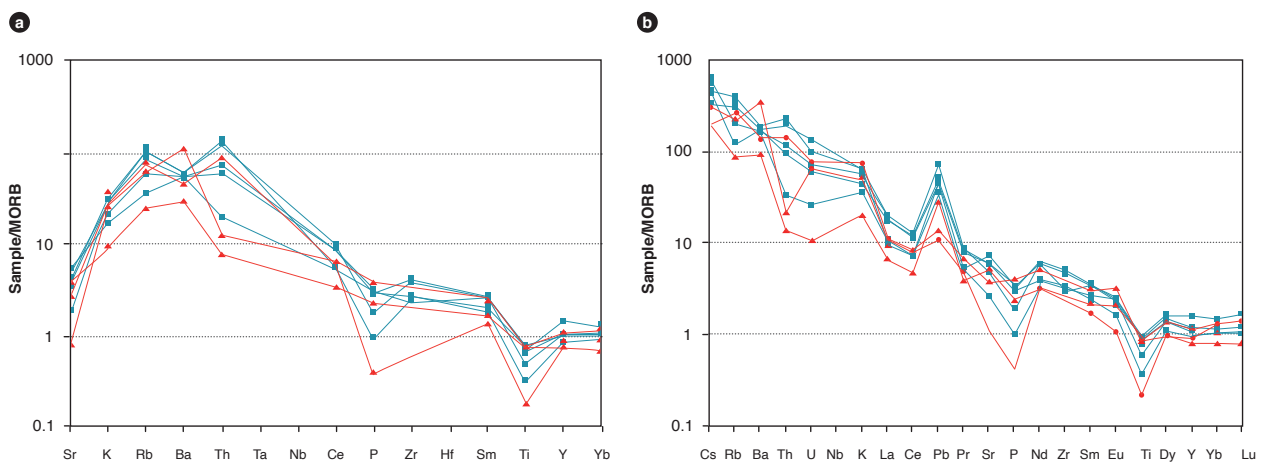 a
1000
10
1
0.1
Sample/MORB
Sr K Rb Ba Th Ta Nb Ce P Zr Hf Sm Ti Y Yb
b
1000
100
10
1
0.1
Sample/MORB
Cs Rb Ba Th U Nb K La Ce Pb Pr Sr P Nd Zr Sm Eu Ti Dy Y Yb Lu